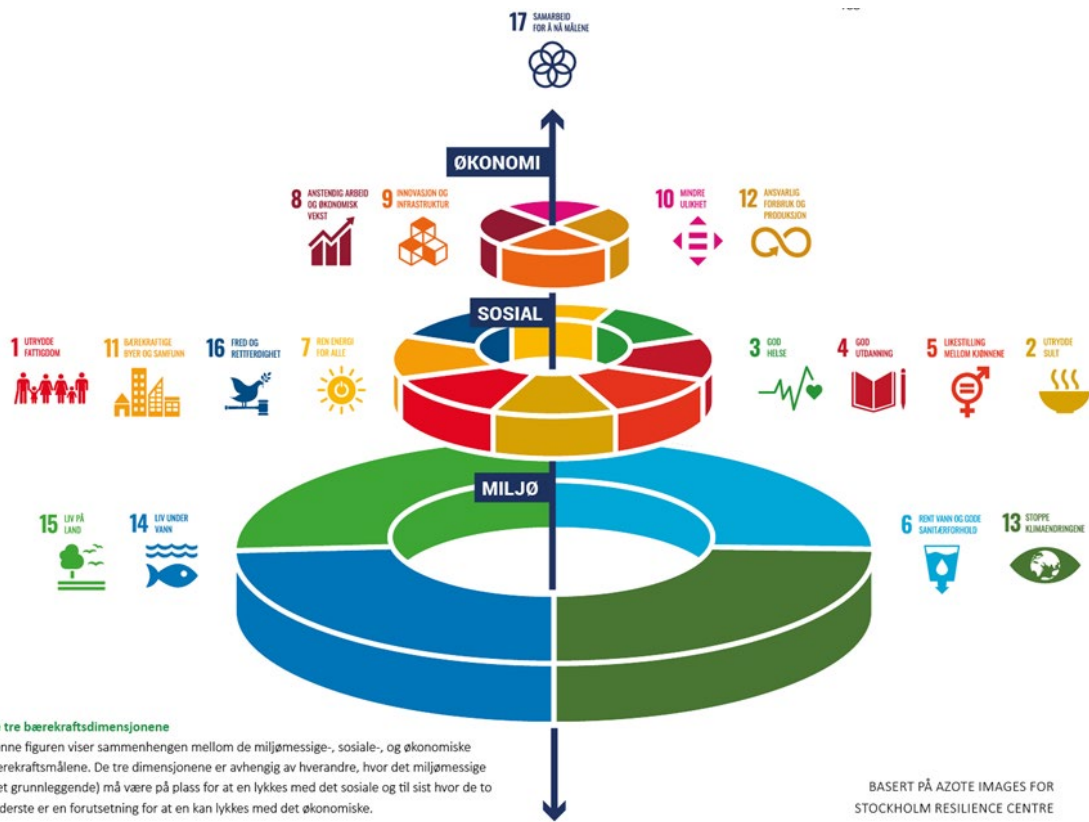 17 SAMARBEID
FOR Å NÅ MÅLENE
ØKONOMI
8 ANSTENDIG ARBEID
OG ØKONOMISK
VEKST
9 INNOVASJON OG
INFRASTRUKTUR
10 MINDRE
ULIKHET
12 ANSVARLIG
FORBRUK OG
PRODUKSJON
SOSIAL
1 UTRYDDE
FATTIGDOM
11 BÆREKRAFTIGE
BYER OG SAMFUNN
16 FRED OG
RETTFERDIGHET
7 REN ENERGI
FOR ALLE
3 GOD
HELSE
4 GOD
UTDANNING
5 LIKESTILLING
MELLOM KJØNNENE
2 UTRYDDE
SULT
MILJØ
15 LIV PÅ
LAND
14 LIV UNDER
VANN
6 RENT VANN OG GODE
SANITÆRFORHOLD
13 STOPPE
KLIMAENDRINGENE
tre bærekraftsdimensjonene
nne figuren viser sammenhengen mellom de miljømessige-, sosiale-, og økonomiske
erekraftsmålene. De tre dimensjonene er avhengig av hverandre, hvor det miljømessige
et grunnleggende) må være på plass for at en lykkes med det sosiale og til sist hvor de to
derste er en forutsetning for at en kan lykkes med det økonomiske.
BASERT PÅ AZOTE IMAGES FOR
STOCKHOLM RESILIENCE CENTRE